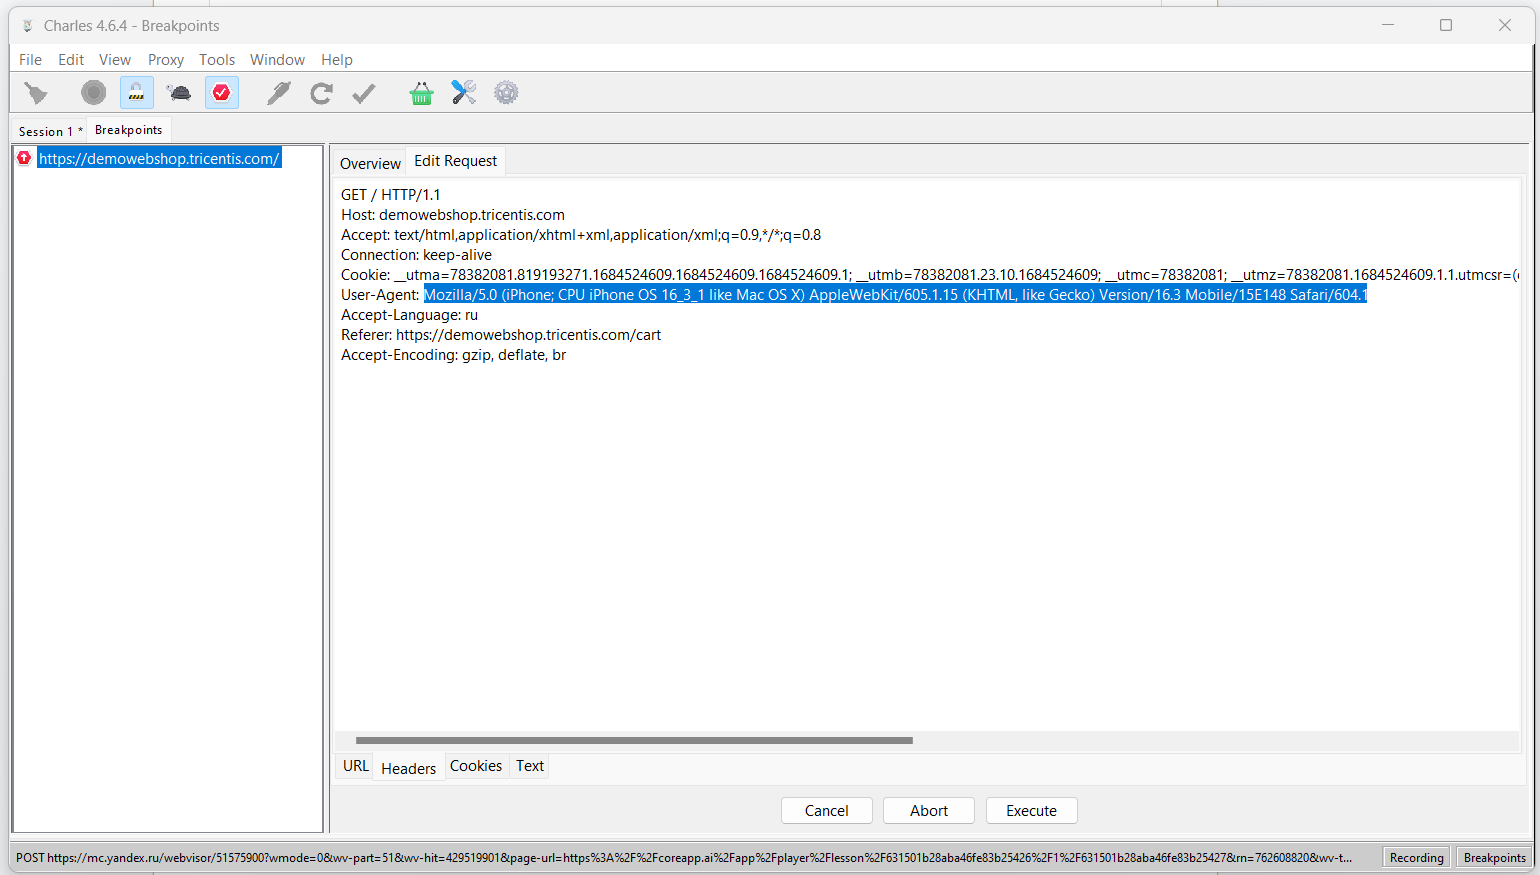 Charles 4.6.4 - Breakpoints
File Edit View Proxy Tools Window Help
Session 1 * Breakpoints
https://demowebshop.tricentis.com/
Overview Edit Request
GET / HTTP/1.1
Host: demowebshop.tricentis.com
Accept: text/html,application/xhtml+xml,application/xml;q=0.9,*/*;q=0.8
Connection: keep-alive
Cookie: __utma=78382081.819193271.1684524609.1684524609.1684524609.1; __utmb=78382081.23.10.1684524609; __utmc=78382081; __utmz=78382081.1684524609.1.1.utmcsr=(
User-Agent: Mozilla/5.0 (iPhone; CPU iPhone OS 16_3_1 like Mac OS X) AppleWebKit/605.1.15 (KHTML, like Gecko) Version/16.3 Mobile/15E148 Safari/604.1
Accept-Language: ru
Referer: https://demowebshop.tricentis.com/cart
Accept-Encoding: gzip, deflate, br
URL Headers Cookies Text
Cancel Abort Execute
POST https://mc.yandex.ru/webvisor/51575900?wmode=0&wv-part=51&wv-hit=429519901&page-url=https%3A%2F%2Fcoreapp.ai%2Fapp%2Fplayer%2Flesson%2F631501b28aba46fe83b25426%2F1%2F631501b28aba46fe83b25427&rn=762608820&wv-t... Recording Breakpoints